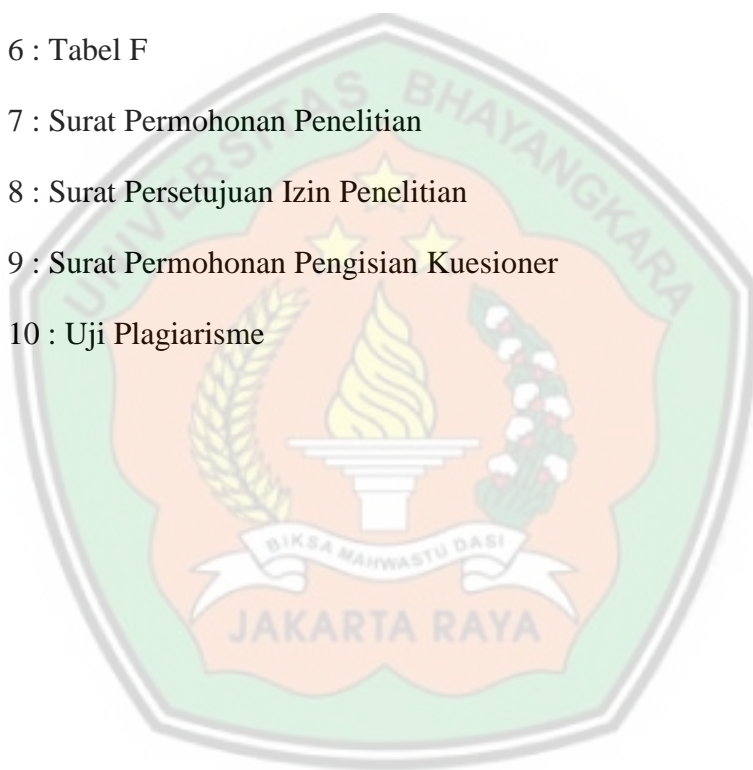 6 : Tabel F
7 : Surat Permohonan Penelitian
8 : Surat Persetujuan Izin Penelitian
9 : Surat Permohonan Pengisian Kuesioner
10 : Uji Plagiarisme
UNIVERSITAS BHAYANGKARA
BIKSA MAHWASTU DASI
JAKARTA RAYA